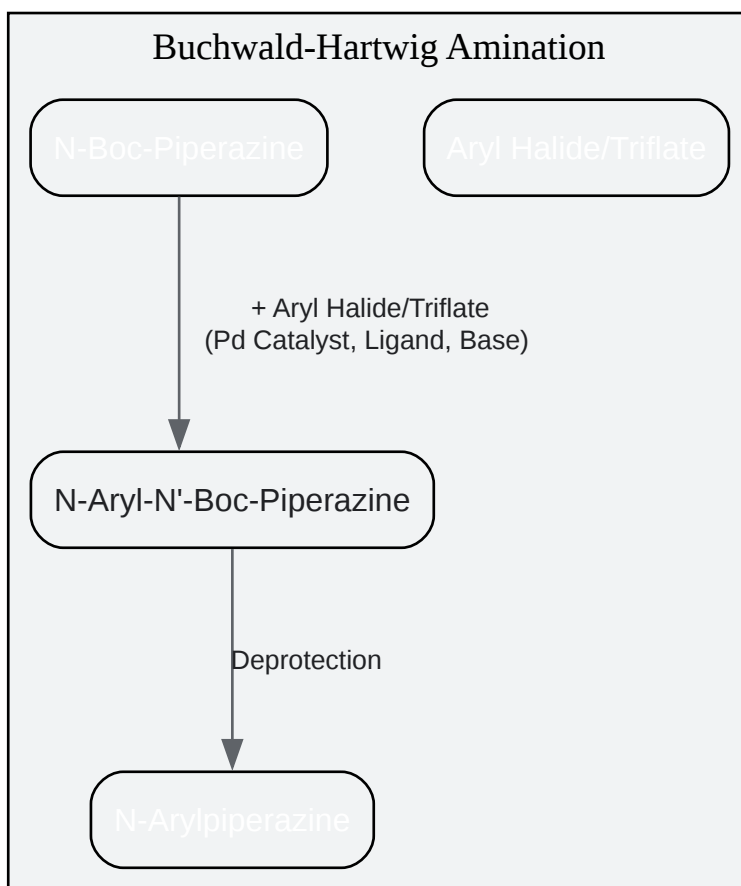 Buchwald-Hartwig Amination
N-Boc-Piperazine
Aryl Halide/Triflate
+ Aryl Halide/Triflate
(Pd Catalyst, Ligand, Base)
N-Aryl-N'-Boc-Piperazine
Deprotection
N-Arylpiperazine